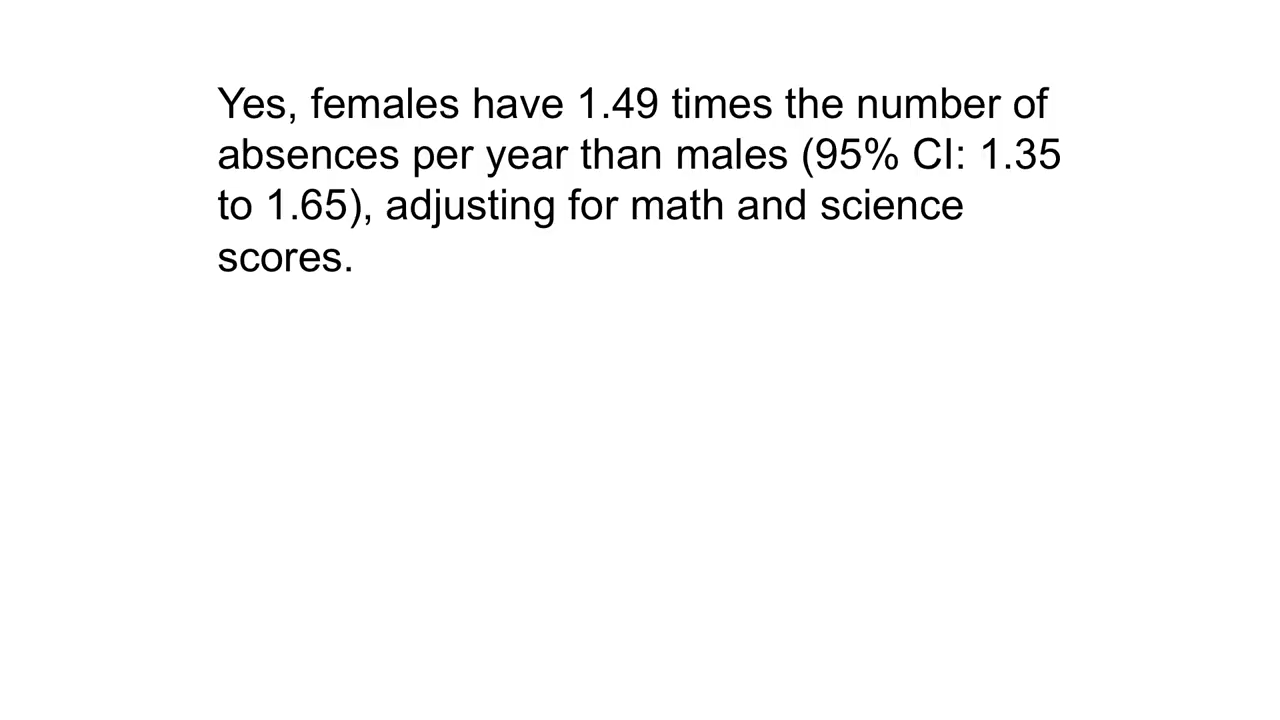 Yes, females have 1.49 times the number of
absences per year than males (95% CI: 1.35
to 1.65), adjusting for math and science
scores.